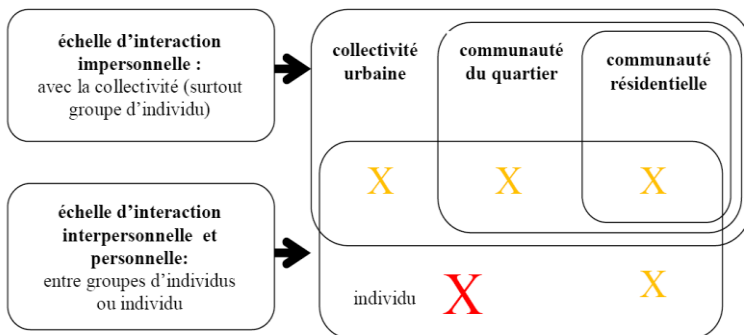 échelle d’interaction
impersonnelle :
avec la collectivité (surtout
groupe d’individu)
collectivité
urbaine
communauté
du quartier
communauté
résidentielle
X X X
échelle d’interaction
interpersonnelle et
personnelle:
entre groupes d’individus
ou individu
individu X X